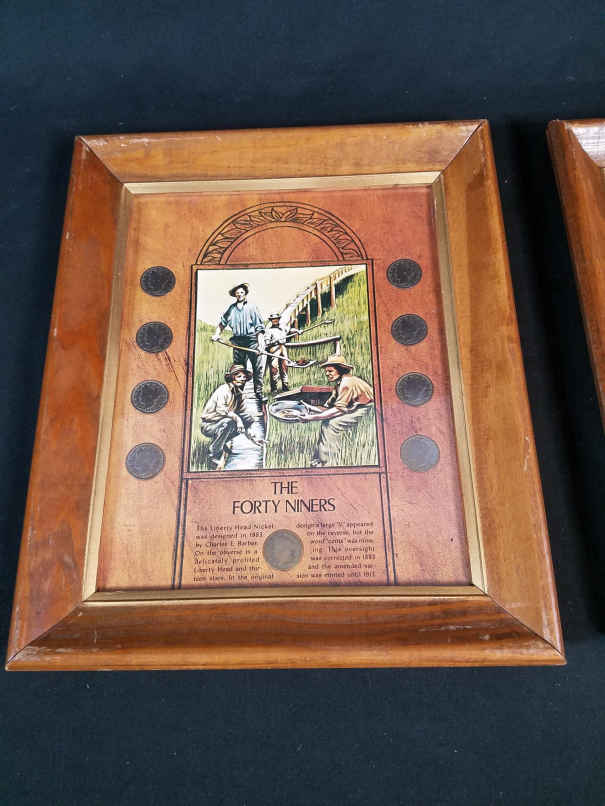 THE
FORTY NINERS
The Liberty Head Nickel
was designed in 1883
by Charles E. Barber.
On the obverse is a
delicately profiled
Liberty Head and thir
teen stars. In the original
design a large "V" appeared
on the reverse, but the
word "cents" was miss
ing. This oversight
was corrected in 1883
and the amended ver
sion was minted until 1913.